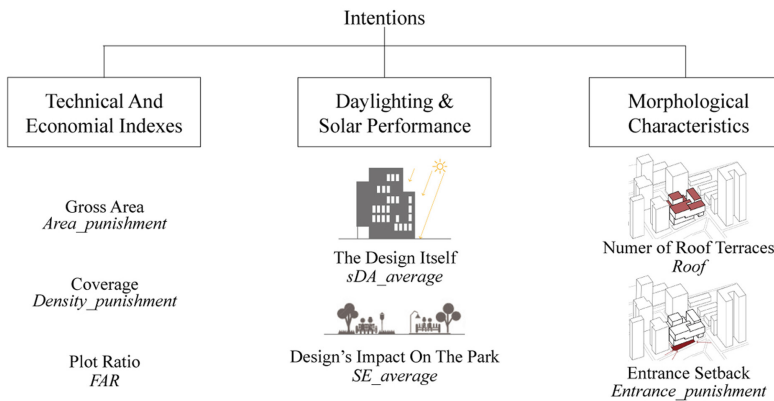 Intentions
Technical And
Economial Indexes
Gross Area
Area_punishment
Coverage
Density_punishment
Plot Ratio
FAR
Daylighting &
Solar Performance
The Design Itself
sDA_average
Design's Impact On The Park
SE_average
Morphological
Characteristics
Numer of Roof Terraces
Roof
Entrance Setback
Entrance_punishment